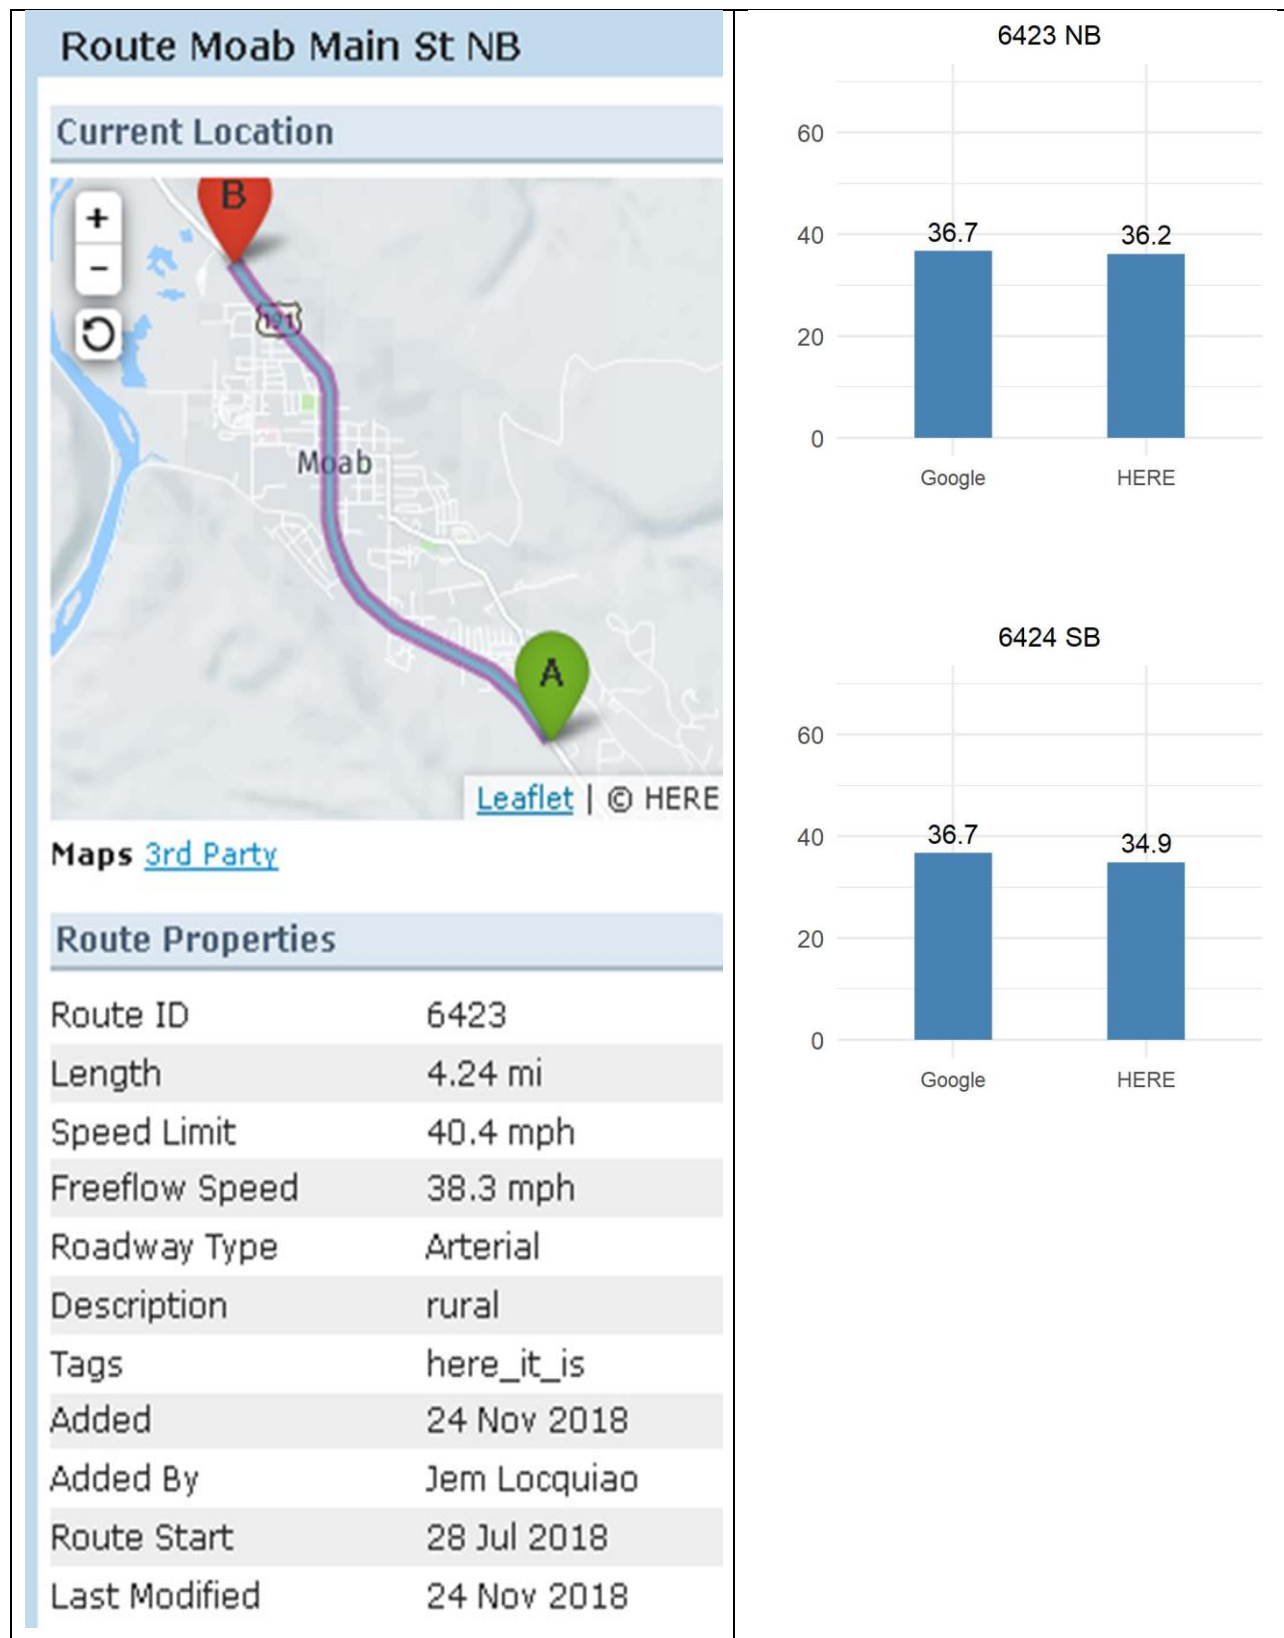 Route Moab Main St NB
Current Location
+
−
B
191
Moab
A
Leaflet | © HERE
Maps 3rd Party
Route Properties
Route ID 6423
Length 4.24 mi
Speed Limit 40.4 mph
Freeflow Speed 38.3 mph
Roadway Type Arterial
Description rural
Tags here_it_is
Added 24 Nov 2018
Added By Jem Locquiao
Route Start 28 Jul 2018
Last Modified 24 Nov 2018
6423 NB
60
40
20
0
36.7
36.2
Google
HERE
6424 SB
60
40
20
0
36.7
34.9
Google
HERE